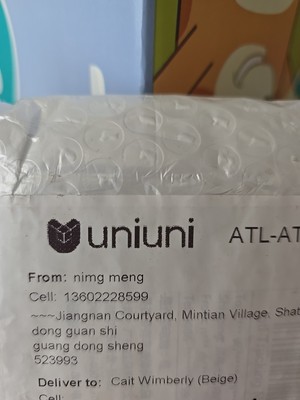 uniuni ATL-AT
From: nimg meng
Cell: 13602228599
~~~Jiangnan Courtyard, Mintian Village, Shat
dong guan shi
guang dong sheng
523993
Deliver to: Cait Wimberly (Beige)
Cell: